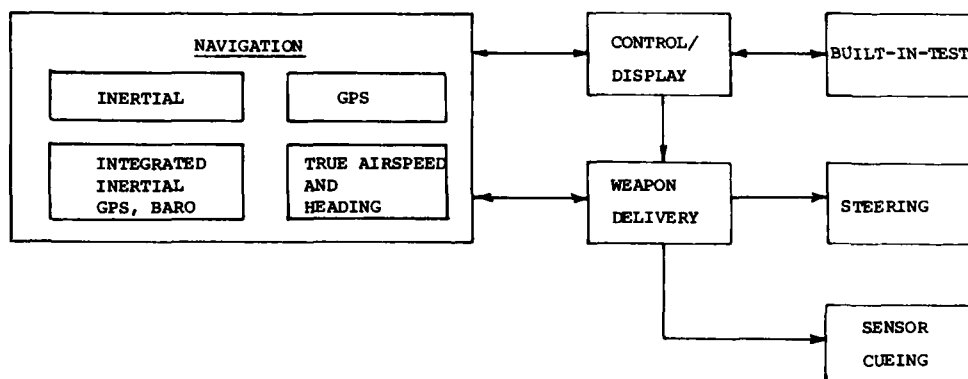 NAVIGATION
INERTIAL
GPS
INTEGRATED
INERTIAL
GPS, BARO
TRUE AIRSPEED
AND
HEADING
CONTROL/
DISPLAY
BUILT-IN-TEST
WEAPON
DELIVERY
STEERING
SENSOR
CUEING